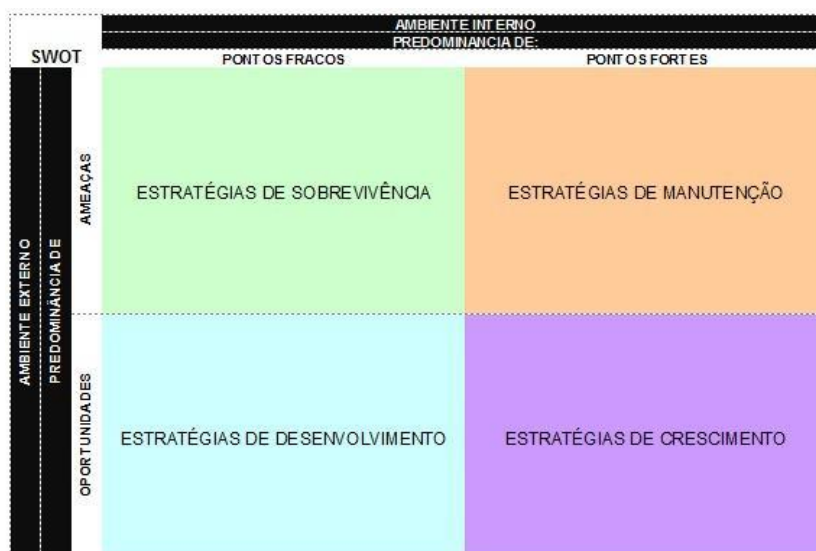 AMBIENTE INTERNO
PREDOMINANCIA DE:
SWOT
PONTOS FRACOS
PONTOS FORTES
AMBIENTE EXTERNO
PREDOMINÂNCIA DE
AMEAÇAS
ESTRATÉGIAS DE SOBREVIVÊNCIA
ESTRATÉGIAS DE MANUTENÇÃO
OPORTUNIDADES
ESTRATÉGIAS DE DESENVOLVIMENTO
ESTRATÉGIAS DE CRESCIMENTO